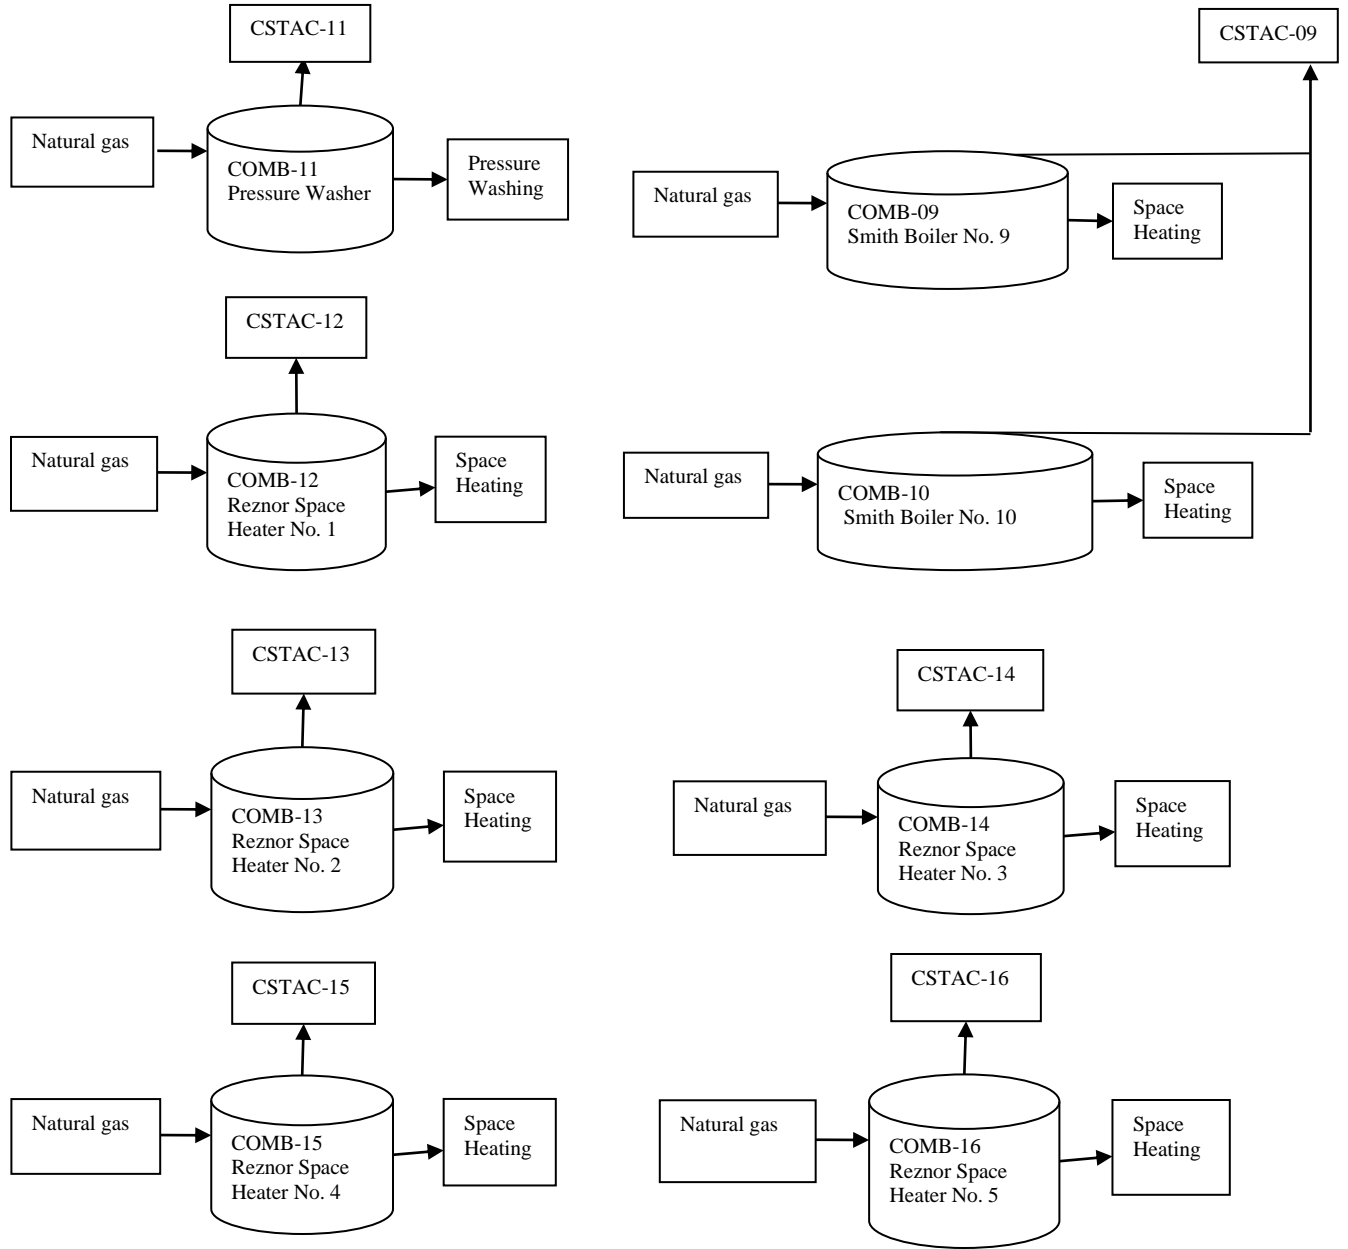 CSTAC-11
Natural gas
COMB-11
Pressure Washer
Pressure
Washing
CSTAC-09
Natural gas
COMB-09
Smith Boiler No. 9
Space
Heating
CSTAC-12
Natural gas
COMB-12
Reznor Space
Heater No. 1
Space
Heating
Natural gas
COMB-10
Smith Boiler No. 10
Space
Heating
CSTAC-13
Natural gas
COMB-13
Reznor Space
Heater No. 2
Space
Heating
CSTAC-14
Natural gas
COMB-14
Reznor Space
Heater No. 3
Space
Heating
CSTAC-15
Natural gas
COMB-15
Reznor Space
Heater No. 4
Space
Heating
CSTAC-16
Natural gas
COMB-16
Reznor Space
Heater No. 5
Space
Heating